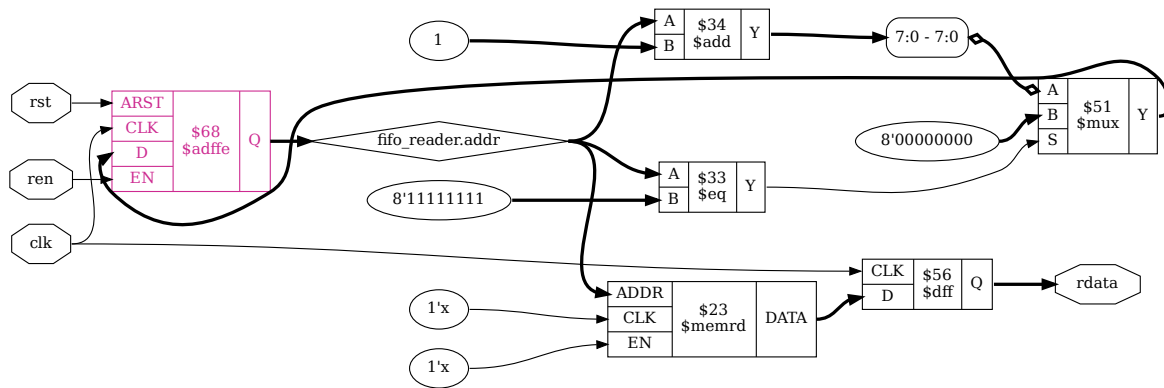 rst
ren
clk
ARST
CLK
D
EN
$68
$adffe
Q
fifo_reader.addr
1
A
B
$34
$add
Y
7:0 - 7:0
8'11111111
A
B
$33
$eq
Y
8'00000000
A
B
S
$51
$mux
Y
1'x
1'x
ADDR
CLK
EN
$23
$memrd
DATA
CLK
D
$56
$dff
Q
rdata